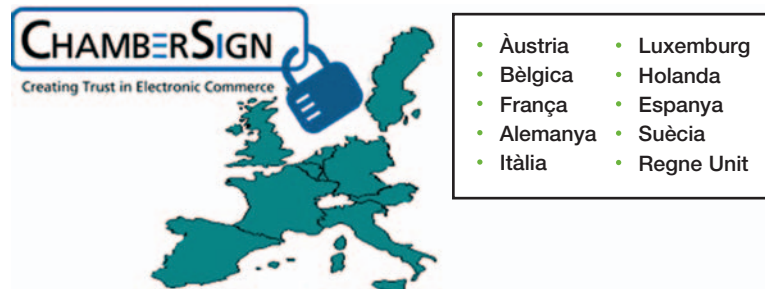 CHAMBERSIGN
Creating Trust in Electronic Commerce
• Àustria
• Bèlgica
• França
• Alemanya
• Itàlia
• Luxemburg
• Holanda
• Espanya
• Suècia
• Regne Unit